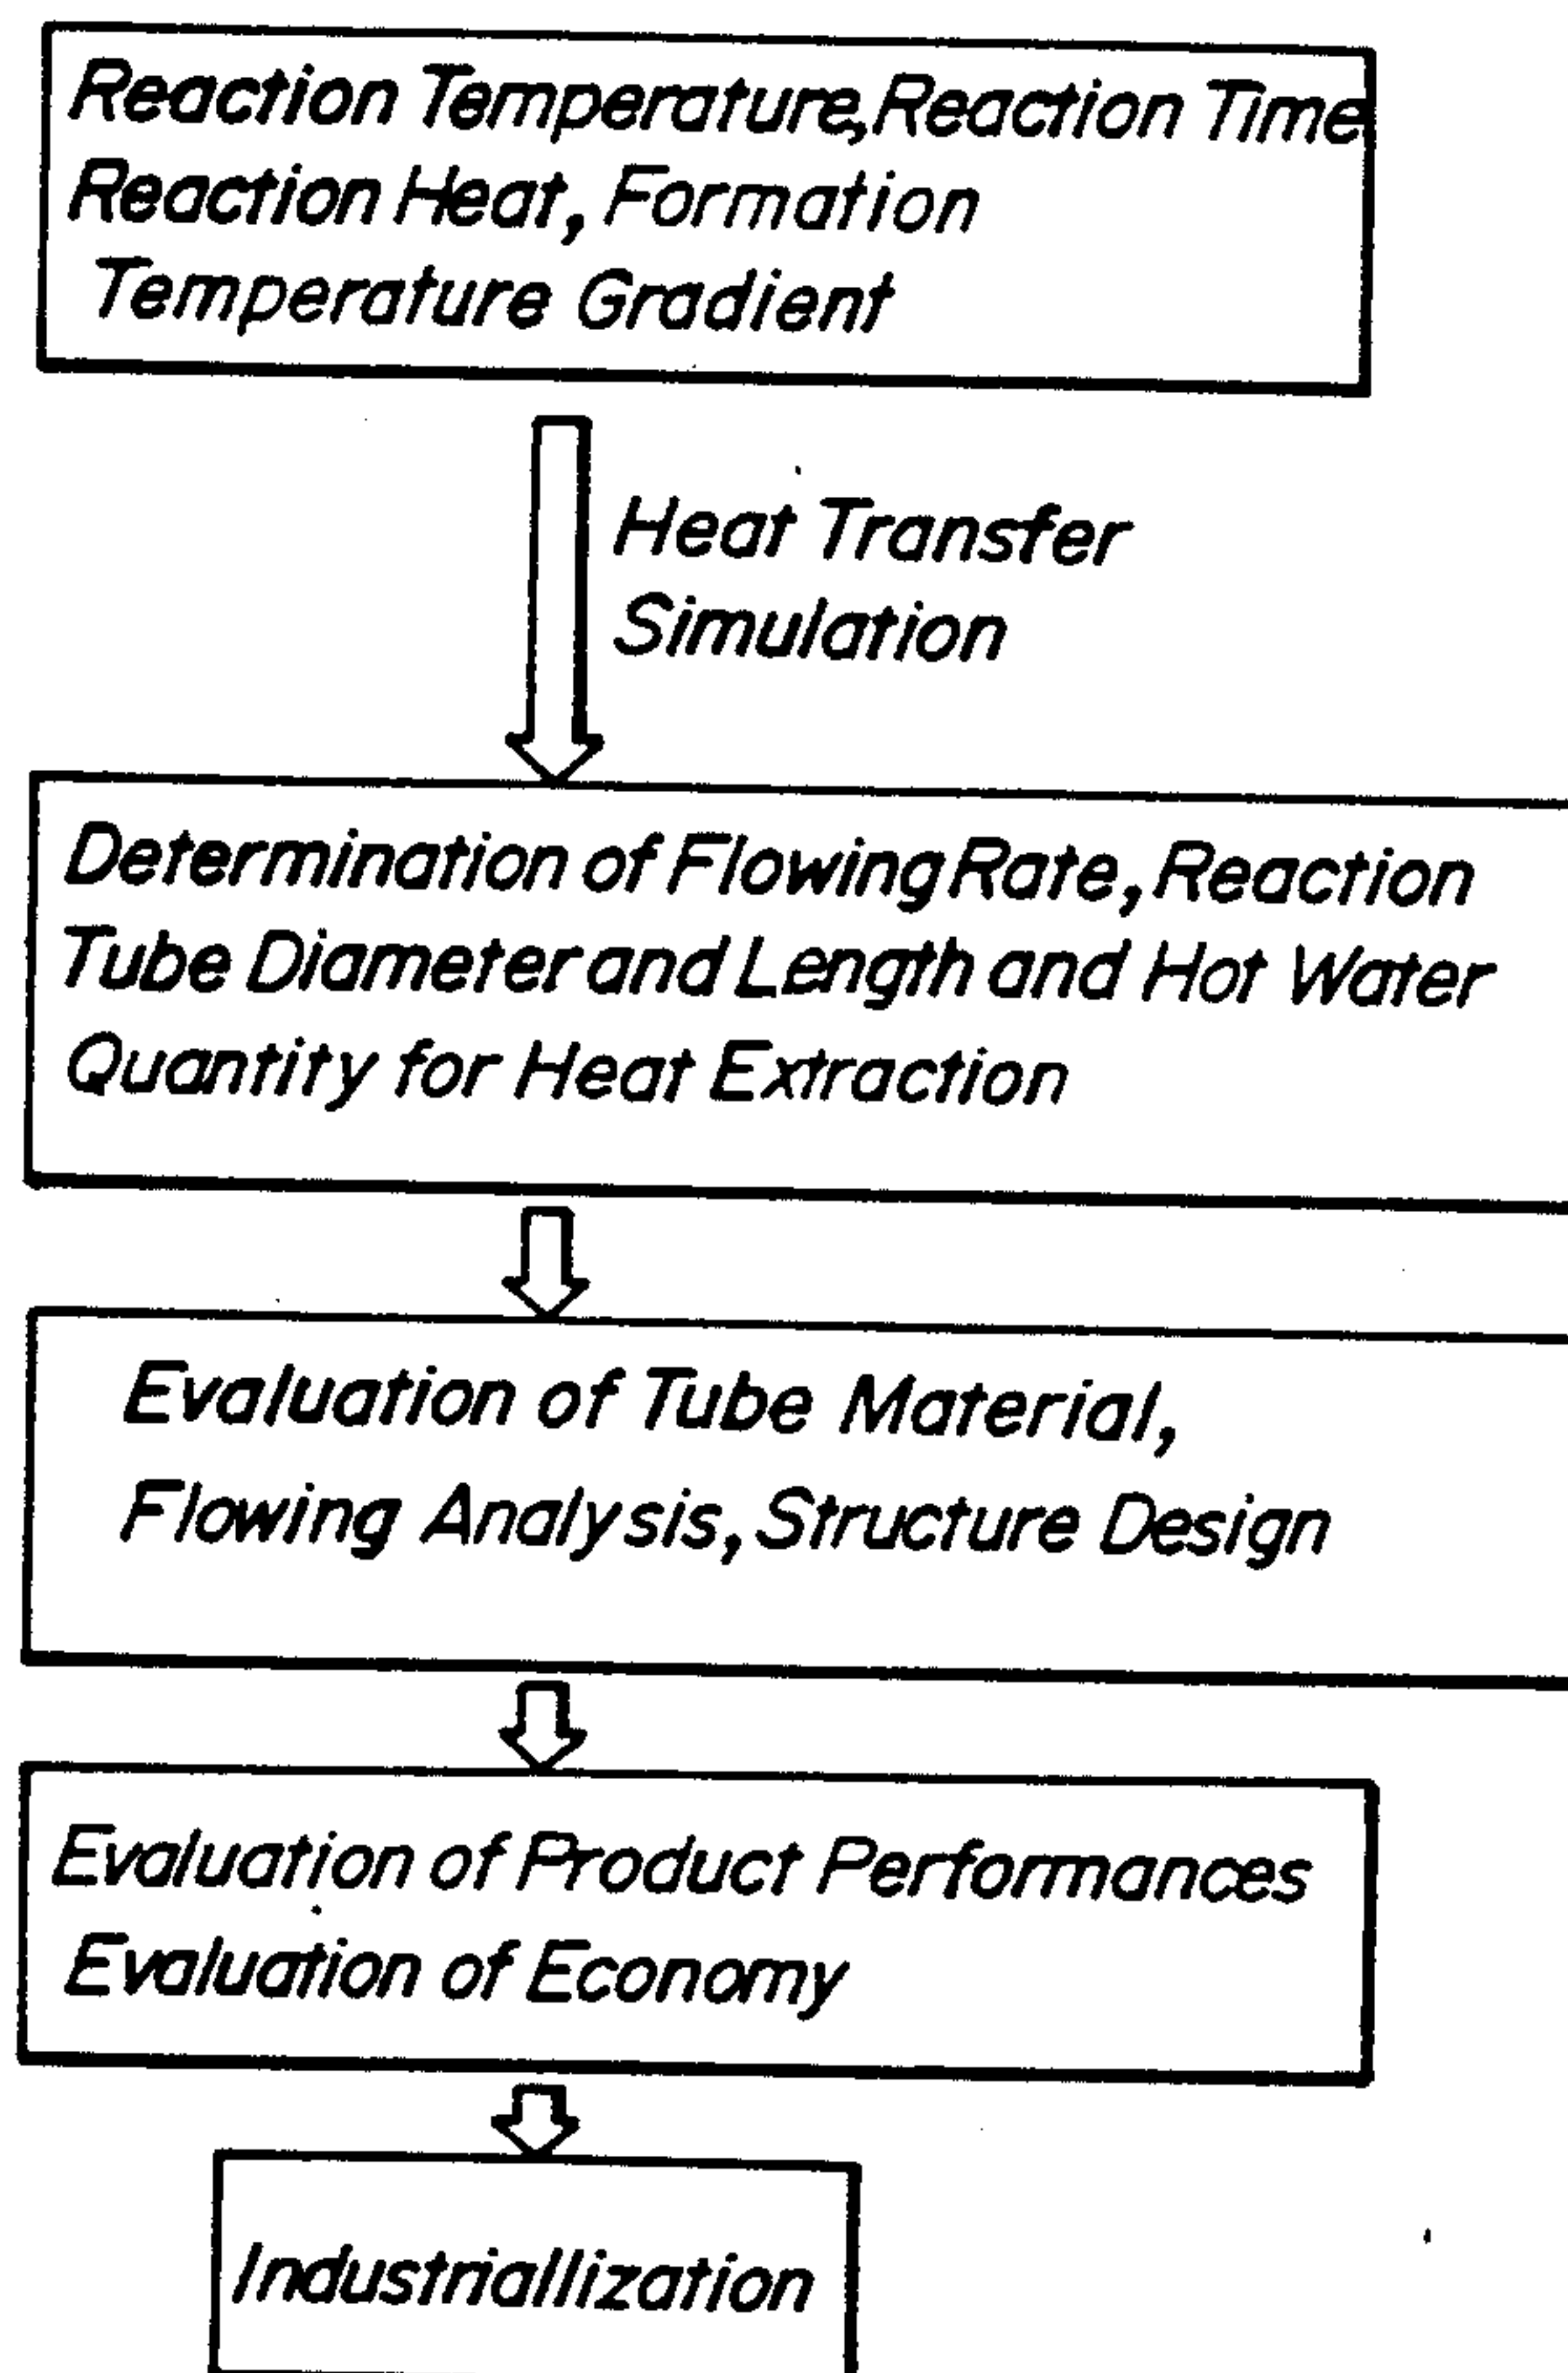 Reaction Temperature, Reaction Time
Reaction Heat, Formation
Temperature Gradient
Heat Transfer
Simulation
Determination of Flowing Rate, Reaction
Tube Diameter and Length and Hot Water
Quantity for Heat Extraction
Evaluation of Tube Material,
Flowing Analysis, Structure Design
Evaluation of Product Performances
Evaluation of Economy
Industriallization